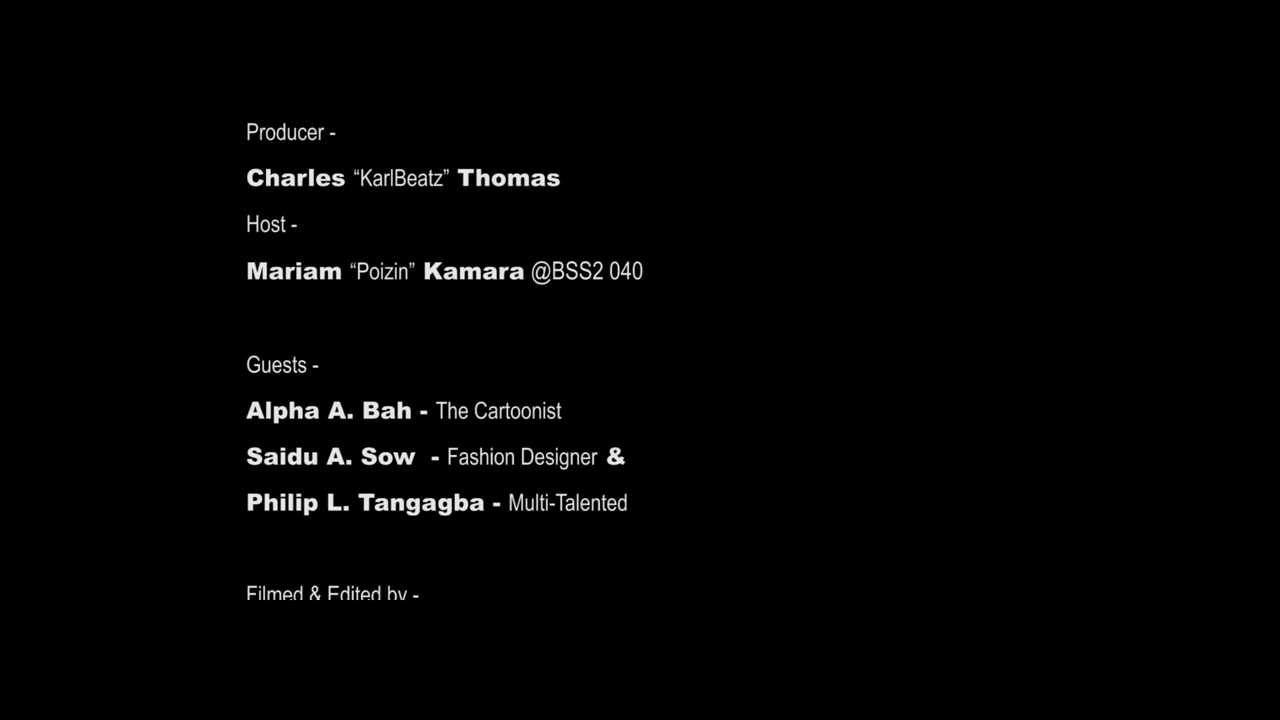 Producer -
Charles “KarlBeatz” Thomas
Host -
Mariam “Poizin” Kamara @BSS2 040
Guests -
Alpha A. Bah - The Cartoonist
Saidu A. Sow - Fashion Designer &
Philip L. Tangagba - Multi-Talented
Filmed & Edited by -